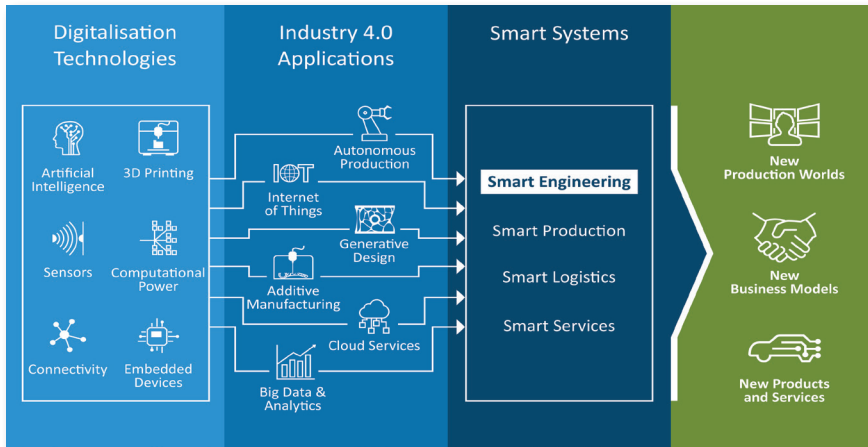 Digitalisation
Technologies
Artificial
Intelligence
3D Printing
Sensors
Computational
Power
Connectivity
Embedded
Devices
Industry 4.0
Applications
Autonomous
Production
IOT
Internet
of Things
Generative
Design
Additive
Manufacturing
Cloud Services
Big Data &
Analytics
Smart Systems
Smart Engineering
Smart Production
Smart Logistics
Smart Services
New
Production Worlds
New
Business Models
New Products
and Services